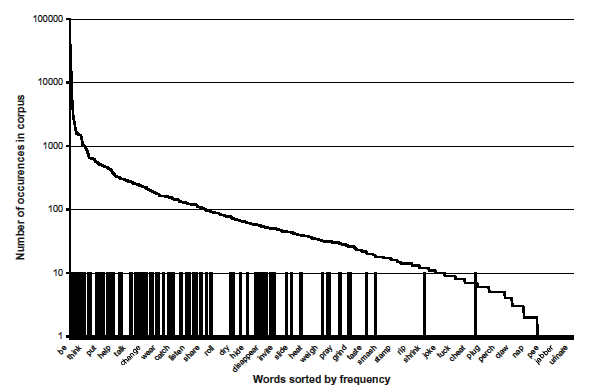 100000
10000
1000
100
10
1
Number of occurences in corpus
be
think
put
help
talk
change
wear
catch
listen
share
roll
dry
hide
disappear
invite
slide
heat
weigh
pray
grind
taste
smash
stamp
rip
shrink
joke
fuck
cheat
plug
perch
claw
nap
pee
jabber
urinate
Words sorted by frequency